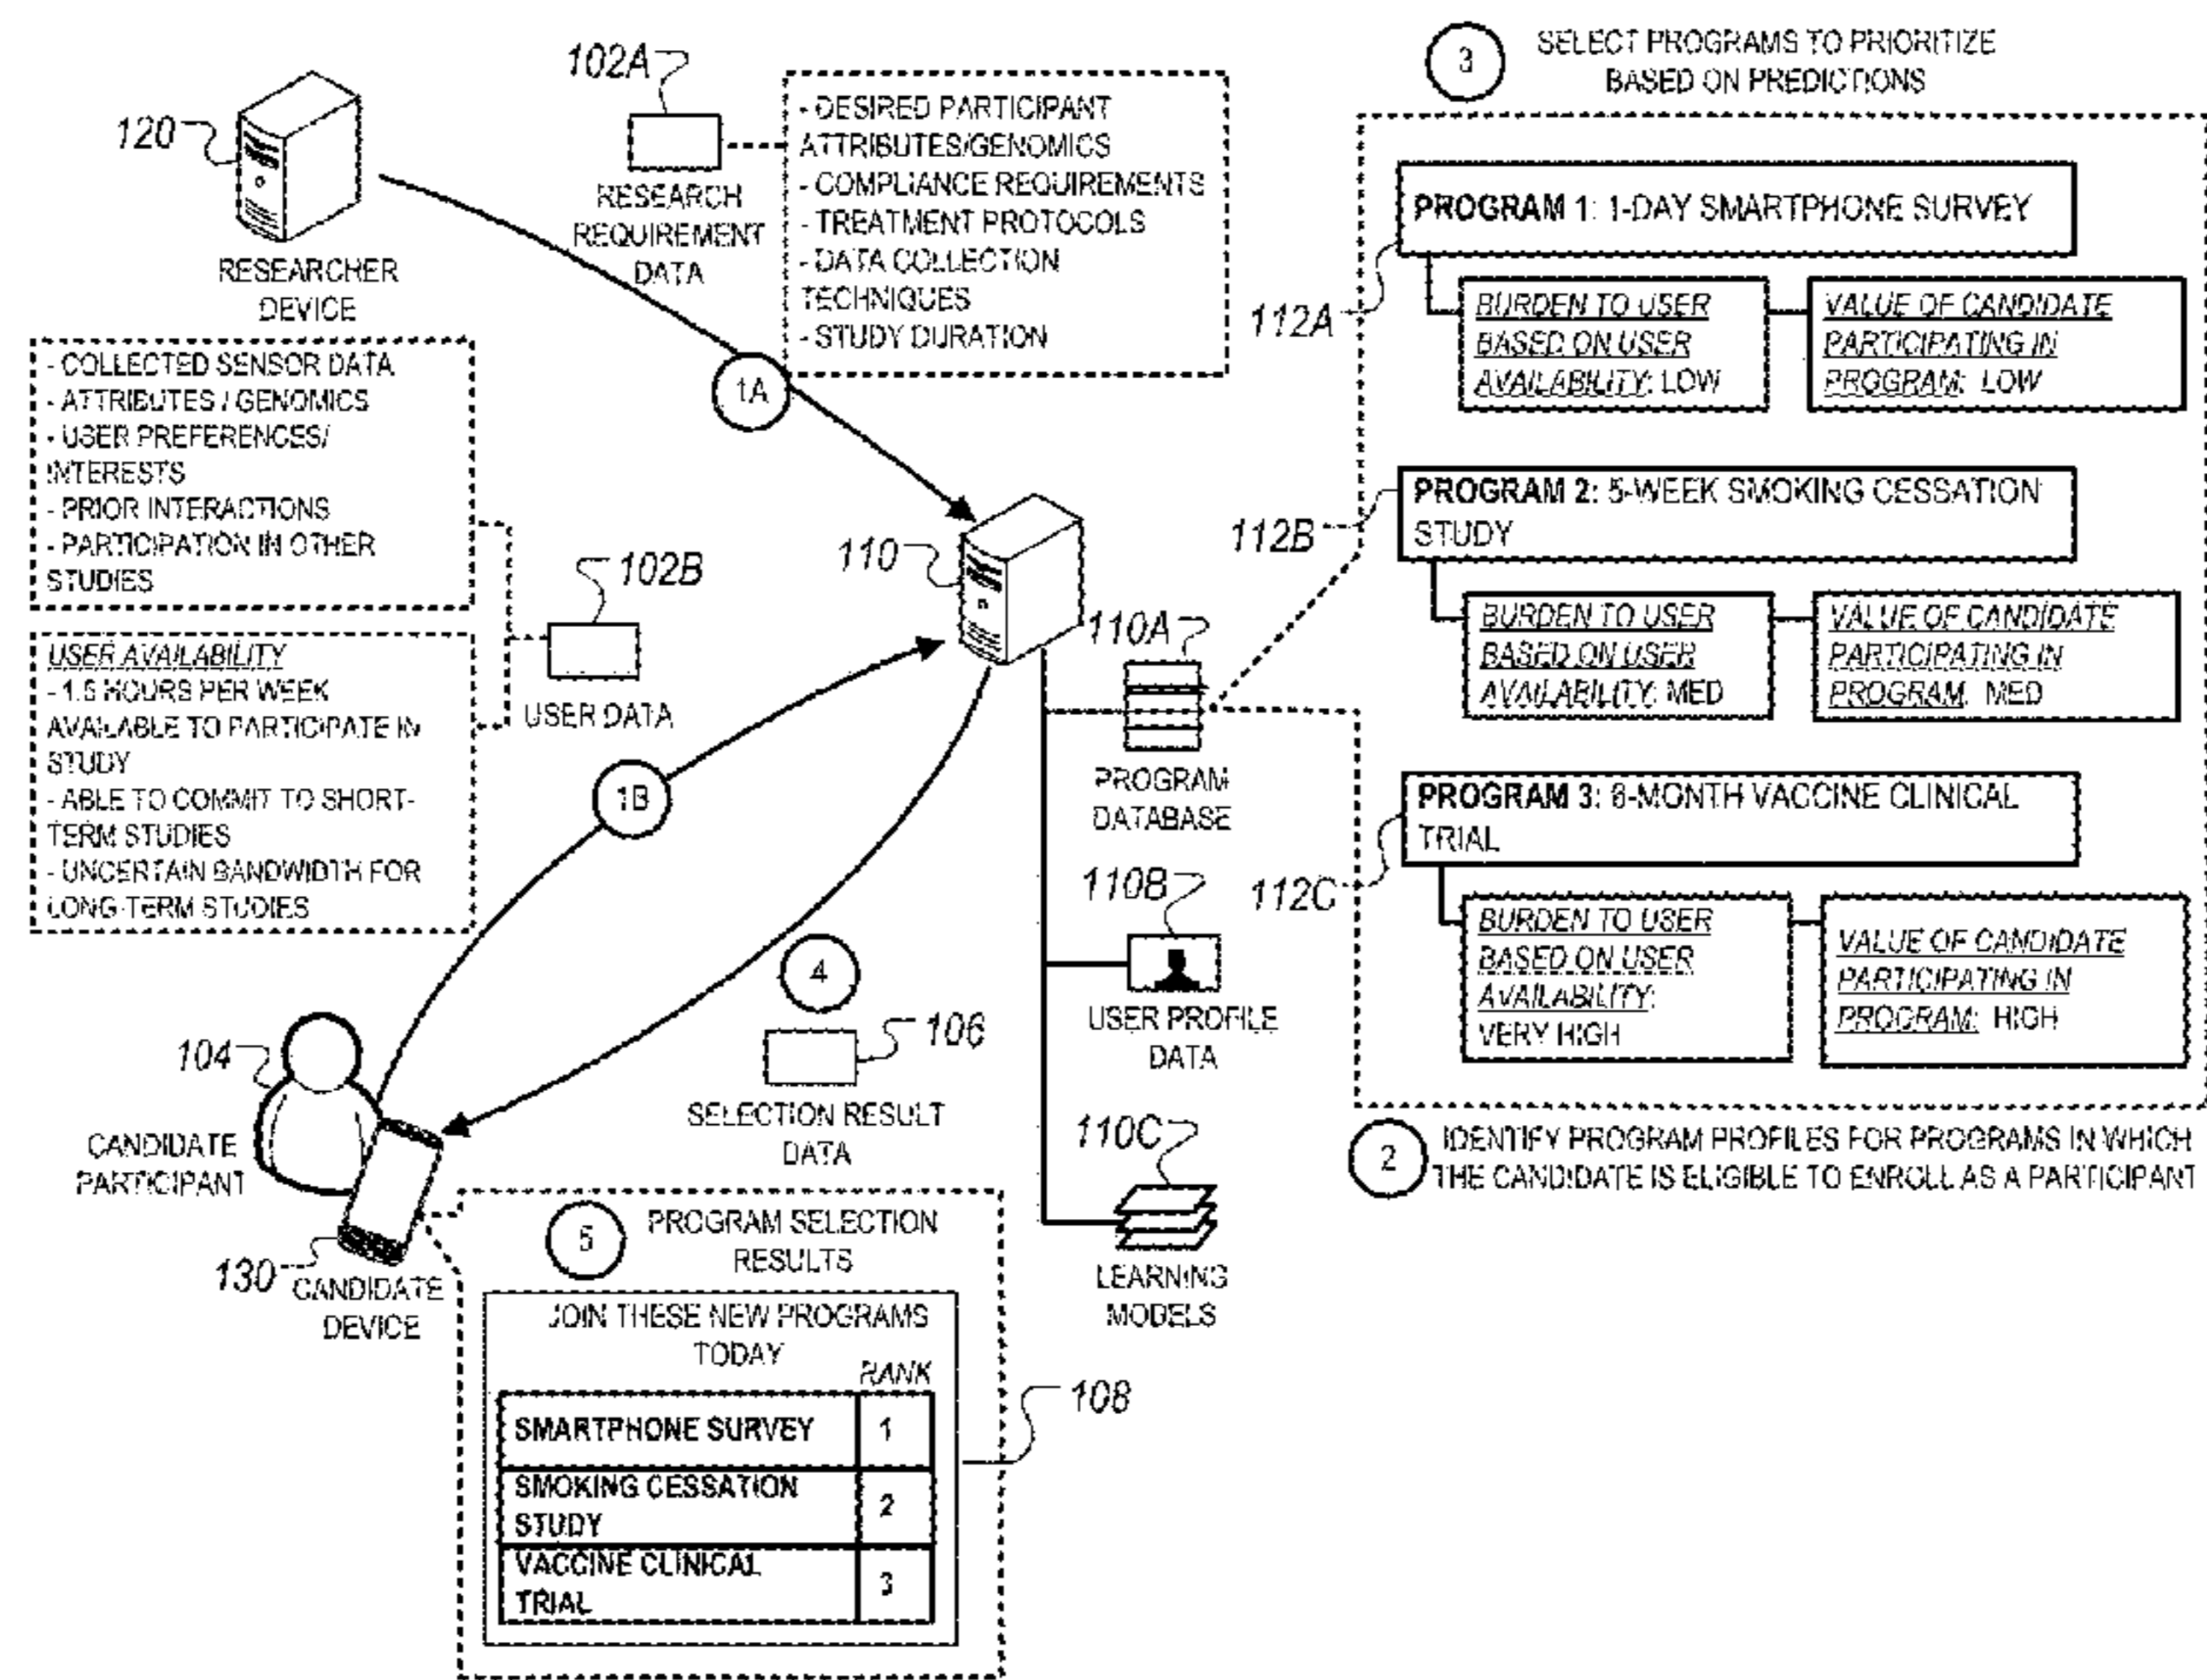 120
RESEARCHER
DEVICE
102A
RESEARCH
REQUIREMENT
DATA
- DESIRED PARTICIPANT
ATTRIBUTES/GENOMICS
- COMPLIANCE REQUIREMENTS
- TREATMENT PROTOCOLS
- DATA COLLECTION
TECHNIQUES
- STUDY DURATION
1A
- COLLECTED SENSOR DATA
- ATTRIBUTES / GENOMICS
- USER PREFERENCES/
INTERESTS
- PRIOR INTERACTIONS
- PARTICIPATION IN OTHER
STUDIES
USER AVAILABILITY
- 1.5 HOURS PER WEEK
AVAILABLE TO PARTICIPATE IN
STUDY
- ABLE TO COMMIT TO SHORT-
TERM STUDIES
- UNCERTAIN BANDWIDTH FOR
LONG-TERM STUDIES
102B
USER DATA
1B
110
110A
PROGRAM
DATABASE
110B
USER PROFILE
DATA
110C
LEARNING
MODELS
4
106
SELECTION RESULT
DATA
104
CANDIDATE
PARTICIPANT
130
CANDIDATE
DEVICE
5
PROGRAM SELECTION
RESULTS
JOIN THESE NEW PROGRAMS
TODAY
RANK
SMARTPHONE SURVEY 1
SMOKING CESSATION
STUDY 2
VACCINE CLINICAL
TRIAL 3
108
3
SELECT PROGRAMS TO PRIORITIZE
BASED ON PREDICTIONS
112A
PROGRAM 1: 1-DAY SMARTPHONE SURVEY
BURDEN TO USER
BASED ON USER
AVAILABILITY: LOW
VALUE OF CANDIDATE
PARTICIPATING IN
PROGRAM: LOW
112B
PROGRAM 2: 5-WEEK SMOKING CESSATION
STUDY
BURDEN TO USER
BASED ON USER
AVAILABILITY: MED
VALUE OF CANDIDATE
PARTICIPATING IN
PROGRAM: MED
112C
PROGRAM 3: 6-MONTH VACCINE CLINICAL
TRIAL
BURDEN TO USER
BASED ON USER
AVAILABILITY:
VERY HIGH
VALUE OF CANDIDATE
PARTICIPATING IN
PROGRAM: HIGH
2
IDENTIFY PROGRAM PROFILES FOR PROGRAMS IN WHICH
THE CANDIDATE IS ELIGIBLE TO ENROLL AS A PARTICIPANT